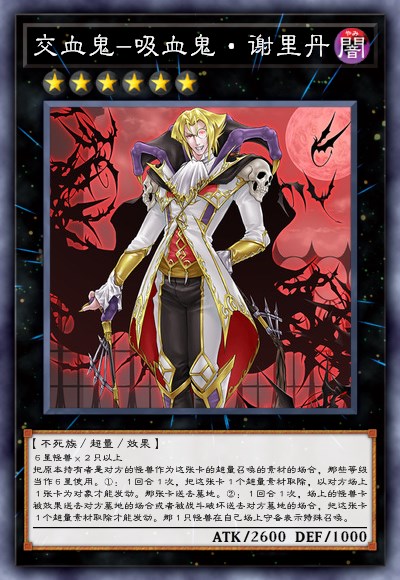 交血鬼-吸血鬼·谢里丹
闇
やみ
【不死族/超量/效果】
6星怪兽×2只以上
把原本持有者是对方的怪兽作为这张卡的超量召唤的素材的场合，那些等级
当作6星使用。①：1回合1次，把这张卡1个超量素材取除，以对方场上
1张卡为对象才能发动。那张卡送去墓地。②：1回合1次，场上的怪兽卡
被效果送去对方墓地的场合或者被战斗破坏送去对方墓地的场合，把这张卡
1个超量素材取除才能发动。那1只怪兽在自己场上守备表示特殊召唤。
ATK/2600 DEF/1000